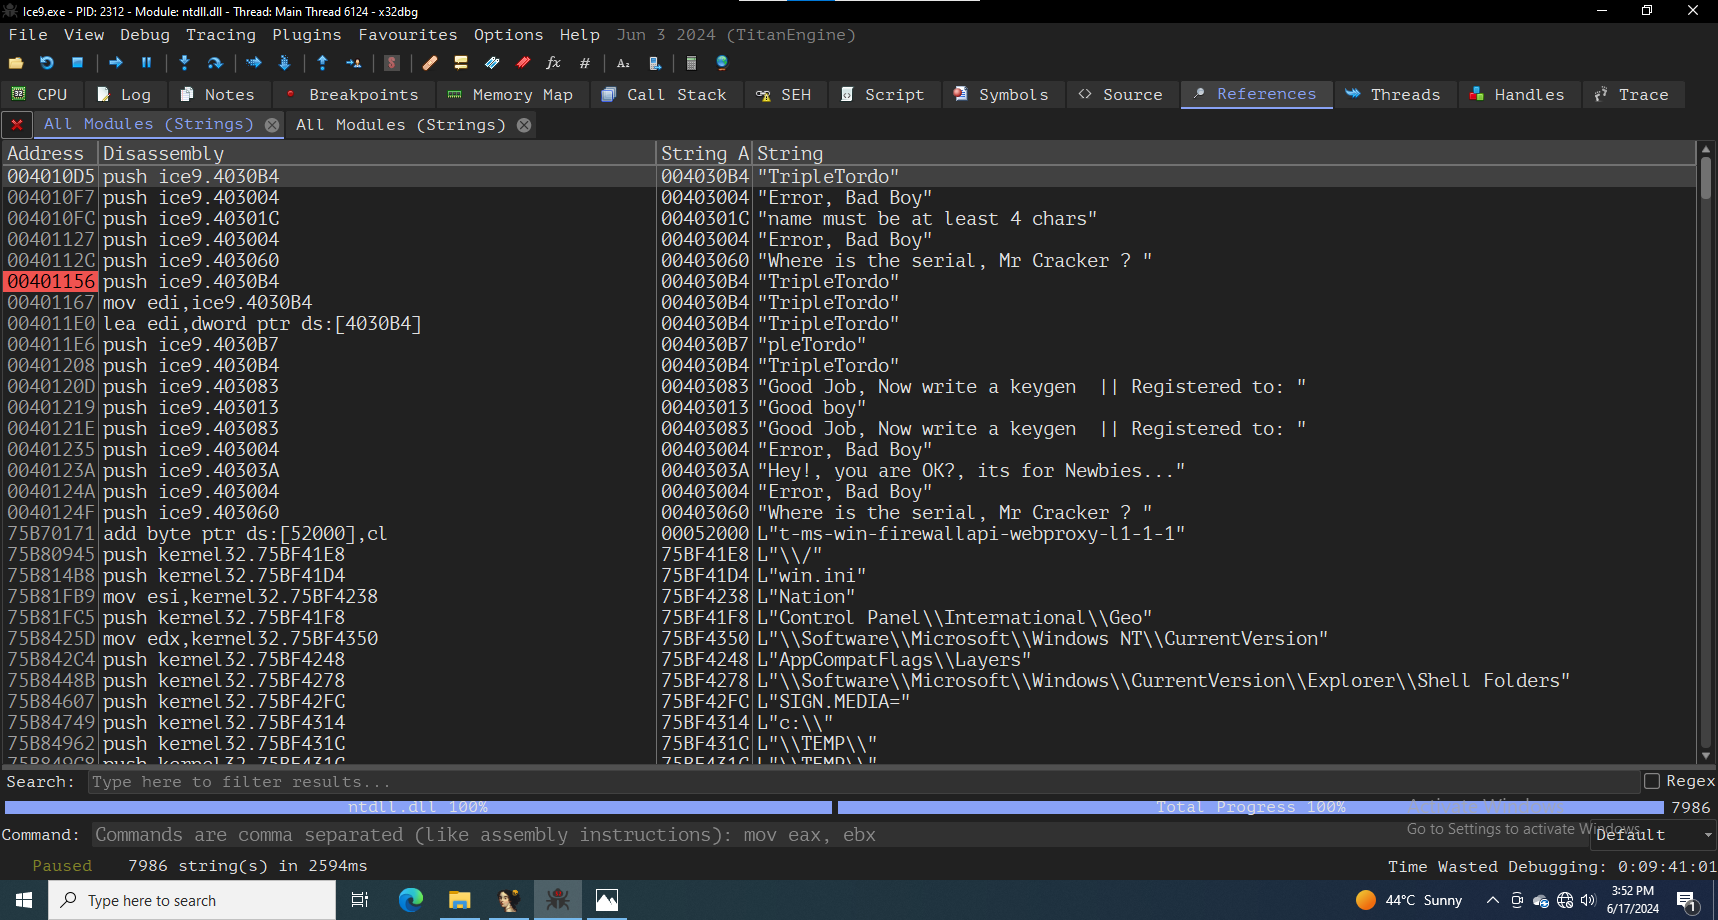 Ice9.exe - PID: 2312 - Module: ntdll.dll - Thread: Main Thread 6124 - x32dbg
File View Debug Tracing Plugins Favourites Options Help Jun 3 2024 (TitanEngine)
CPU Log Notes Breakpoints Memory Map Call Stack SEH Script Symbols Source References Threads Handles Trace
All Modules (Strings) All Modules (Strings)
Address Disassembly String A String
004010D5 push ice9.4030B4 004030B4 "TripleTordo"
004010F7 push ice9.403004 00403004 "Error, Bad Boy"
004010FC push ice9.40301C 0040301C "name must be at least 4 chars"
00401127 push ice9.403004 00403004 "Error, Bad Boy"
0040112C push ice9.403060 00403060 "Where is the serial, Mr Cracker ? "
00401156 push ice9.4030B4 004030B4 "TripleTordo"
00401167 mov edi,ice9.4030B4 004030B4 "TripleTordo"
004011E0 lea edi,dword ptr ds:[4030B4] 004030B4 "TripleTordo"
004011E6 push ice9.4030B7 004030B7 "pleTordo"
00401208 push ice9.4030B4 004030B4 "TripleTordo"
0040120D push ice9.403083 00403083 "Good Job, Now write a keygen  || Registered to: "
00401219 push ice9.403013 00403013 "Good boy"
0040121E push ice9.403083 00403083 "Good Job, Now write a keygen  || Registered to: "
00401235 push ice9.403004 00403004 "Error, Bad Boy"
0040123A push ice9.40303A 0040303A "Hey!, you are OK?, its for Newbies..."
0040124A push ice9.403004 00403004 "Error, Bad Boy"
0040124F push ice9.403060 00403060 "Where is the serial, Mr Cracker ? "
75B70171 add byte ptr ds:[52000],cl 00052000 L"t-ms-win-firewallapi-webproxy-l1-1-1"
75B80945 push kernel32.75BF41E8 75BF41E8 L"\\/"
75B814B8 push kernel32.75BF41D4 75BF41D4 L"win.ini"
75B81FB9 mov esi,kernel32.75BF4238 75BF4238 L"Nation"
75B81FC5 push kernel32.75BF41F8 75BF41F8 L"Control Panel\\International\\Geo"
75B8425D mov edx,kernel32.75BF4350 75BF4350 L"\\Software\\Microsoft\\Windows NT\\CurrentVersion"
75B842C4 push kernel32.75BF4248 75BF4248 L"AppCompatFlags\\Layers"
75B8448B push kernel32.75BF4278 75BF4278 L"\\Software\\Microsoft\\Windows\\CurrentVersion\\Explorer\\Shell Folders"
75B84607 push kernel32.75BF42FC 75BF42FC L"SIGN.MEDIA="
75B84749 push kernel32.75BF4314 75BF4314 L"c:\\"
75B84962 push kernel32.75BF431C 75BF431C L"\\TEMP\\"
75B849C8 push kernel32.75BF431C 75BF431C L"\\TEMP\\"
Search: Type here to filter results... Regex
ntdll.dll 100% Total Progress 100% 7986
Activate Windows
Command: Commands are comma separated (like assembly instructions): mov eax, ebx Default
Go to Settings to activate Windows.
Paused 7986 string(s) in 2594ms Time Wasted Debugging: 0:09:41:01
Type here to search 44°C Sunny 3:52 PM
6/17/2024 1